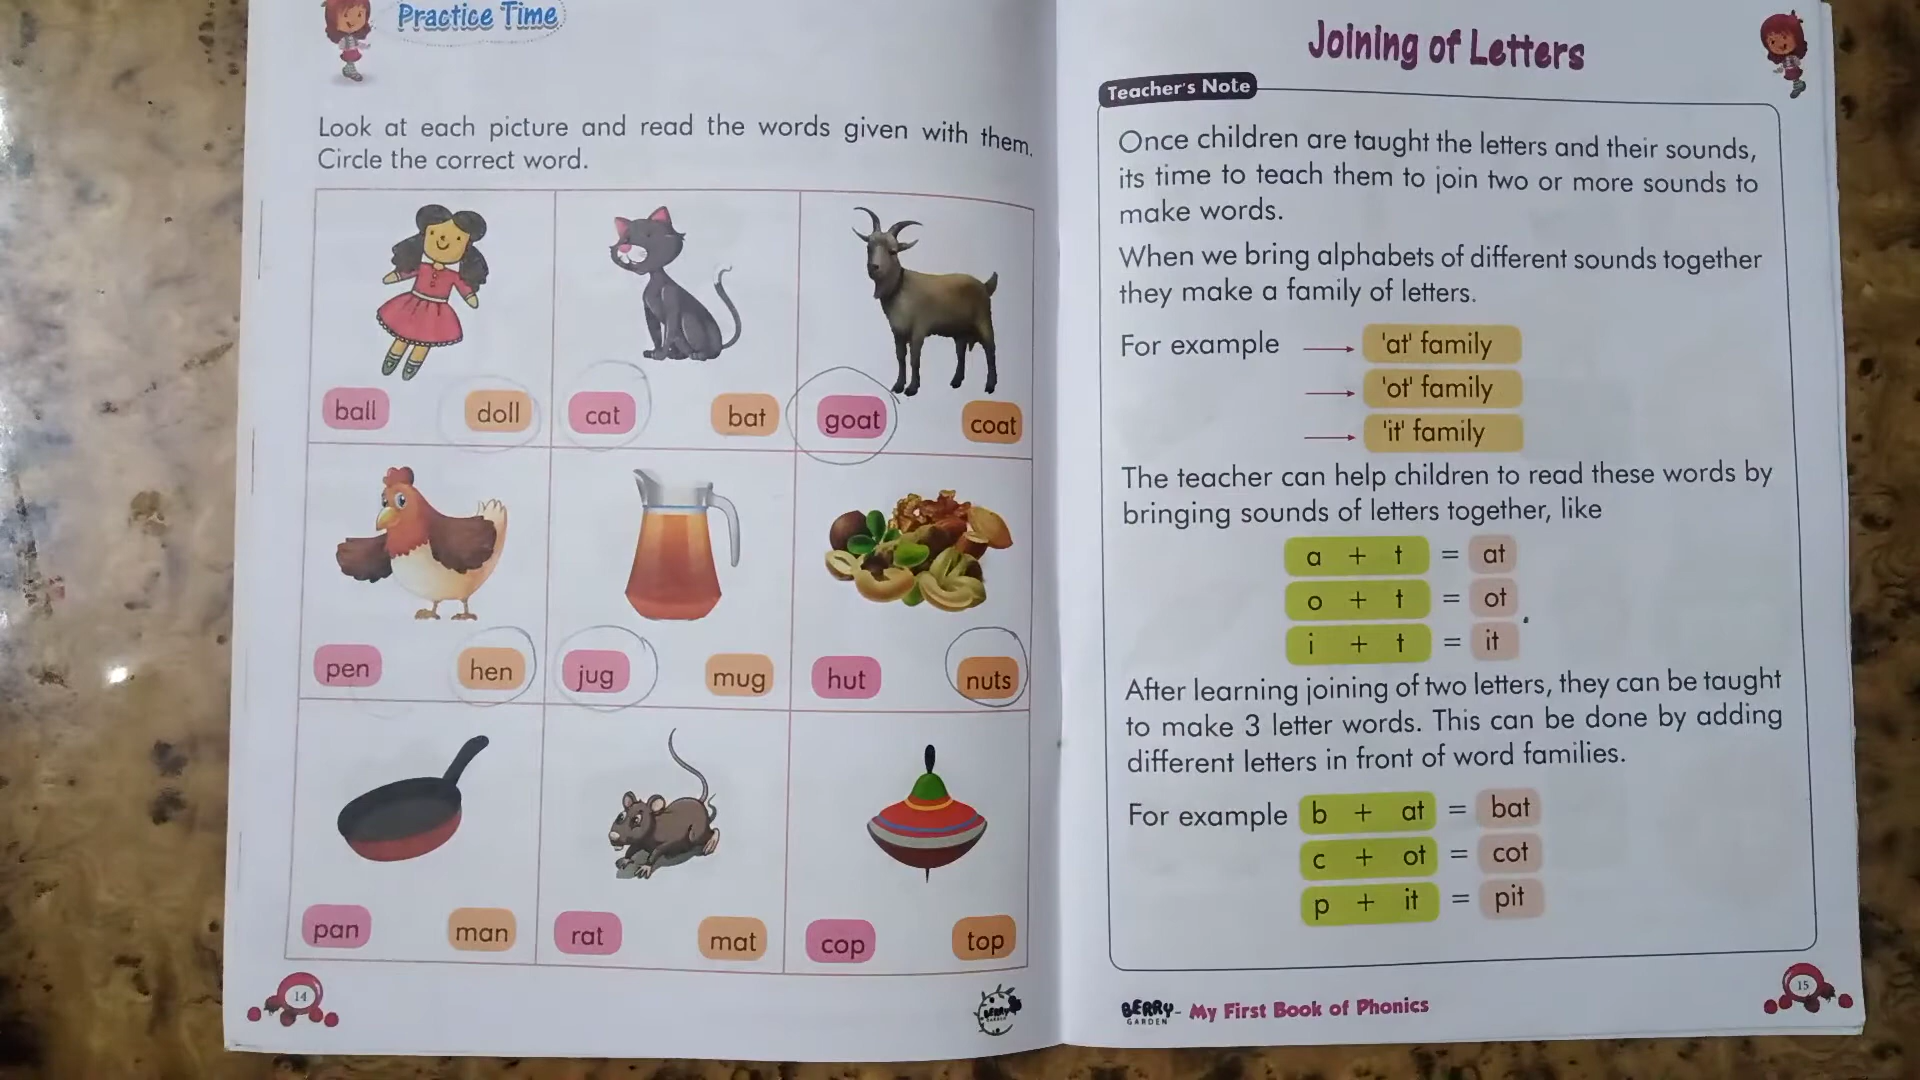 Practice Time
Look at each picture and read the words given with them.
Circle the correct word.
ball doll cat bat goat coat
pen hen jug mug hut nuts
pan man rat mat cop top
14
BERRY
GARDEN
Joining of Letters
Teacher's Note
Once children are taught the letters and their sounds,
its time to teach them to join two or more sounds to
make words.
When we bring alphabets of different sounds together
they make a family of letters.
For example 'at' family
'ot' family
'it' family
The teacher can help children to read these words by
bringing sounds of letters together, like
a + t = at
o + t = ot
i + t = it
After learning joining of two letters, they can be taught
to make 3 letter words. This can be done by adding
different letters in front of word families.
For example b + at = bat
c + ot = cot
p + it = pit
BERRY GARDEN - My First Book of Phonics
15